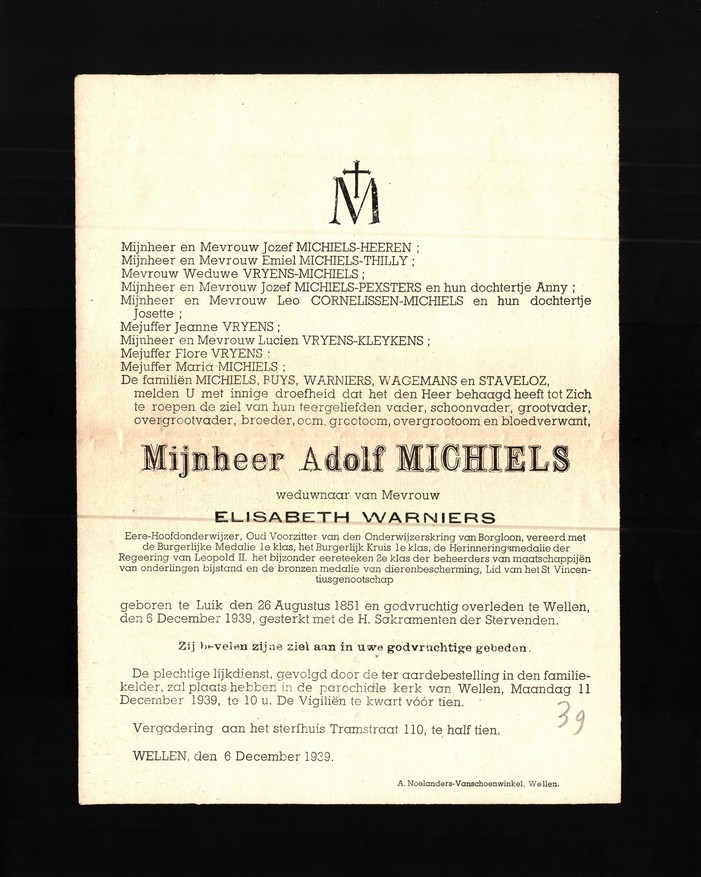 M
Mijnheer en Mevrouw Jozef MICHIELS-HEEREN ;
Mijnheer en Mevrouw Emiel MICHIELS-THILLY ;
Mevrouw Weduwe VRYENS-MICHIELS ;
Mijnheer en Mevrouw Jozef MICHIELS-PEXSTERS en hun dochtertje Anny ;
Mijnheer en Mevrouw Leo CORNELISSEN-MICHIELS en hun dochtertje
Josette ;
Mejuffer Jeanne VRYENS ;
Mijnheer en Mevrouw Lucien VRYENS-KLEYKENS ;
Mejuffer Flore VRYENS ;
Mejuffer Maria MICHIELS ;
De familiën MICHIELS, BUYS, WARNIERS, WAGEMANS en STAVELOZ,
melden U met innige droefheid dat het den Heer behaagd heeft tot Zich
te roepen de ziel van hun teergeliefden vader, schoonvader, grootvader,
overgrootvader, broeder, oom, grootoom, overgrootoom en bloedverwant,
Mijnheer Adolf MICHIELS
weduwnaar van Mevrouw
ELISABETH WARNIERS
Eere-Hoofdonderwijzer, Oud Voorzitter van den Onderwijzerskring van Borgloon, vereerd met
de Burgerlijke Medalie 1e klas, het Burgerlijk Kruis 1e klas, de Herinneringsmedalie der
Regeering van Leopold II. het bijzonder eereteeken 2e klas der beheerders van maatschappijën
van onderlingen bijstand en de bronzen medalie van dierenbescherming, Lid van het St Vincen-
tiusgenootschap
geboren te Luik den 26 Augustus 1851 en godvruchtig overleden te Wellen,
den 6 December 1939, gesterkt met de H. Sakramenten der Stervenden.
Zij bevelen zijne ziel aan in uwe godvruchtige gebeden.
De plechtige lijkdienst, gevolgd door de ter aardebestelling in den familie-
kelder, zal plaats hebben in de parochiale kerk van Wellen, Maandag 11
December 1939, te 10 u. De Vigiliën te kwart vóór tien.
39
Vergadering aan het sterfhuis Tramstraat 110, te half tien.
WELLEN, den 6 December 1939.
A. Noelanders-Vanschoenwinkel, Wellen.